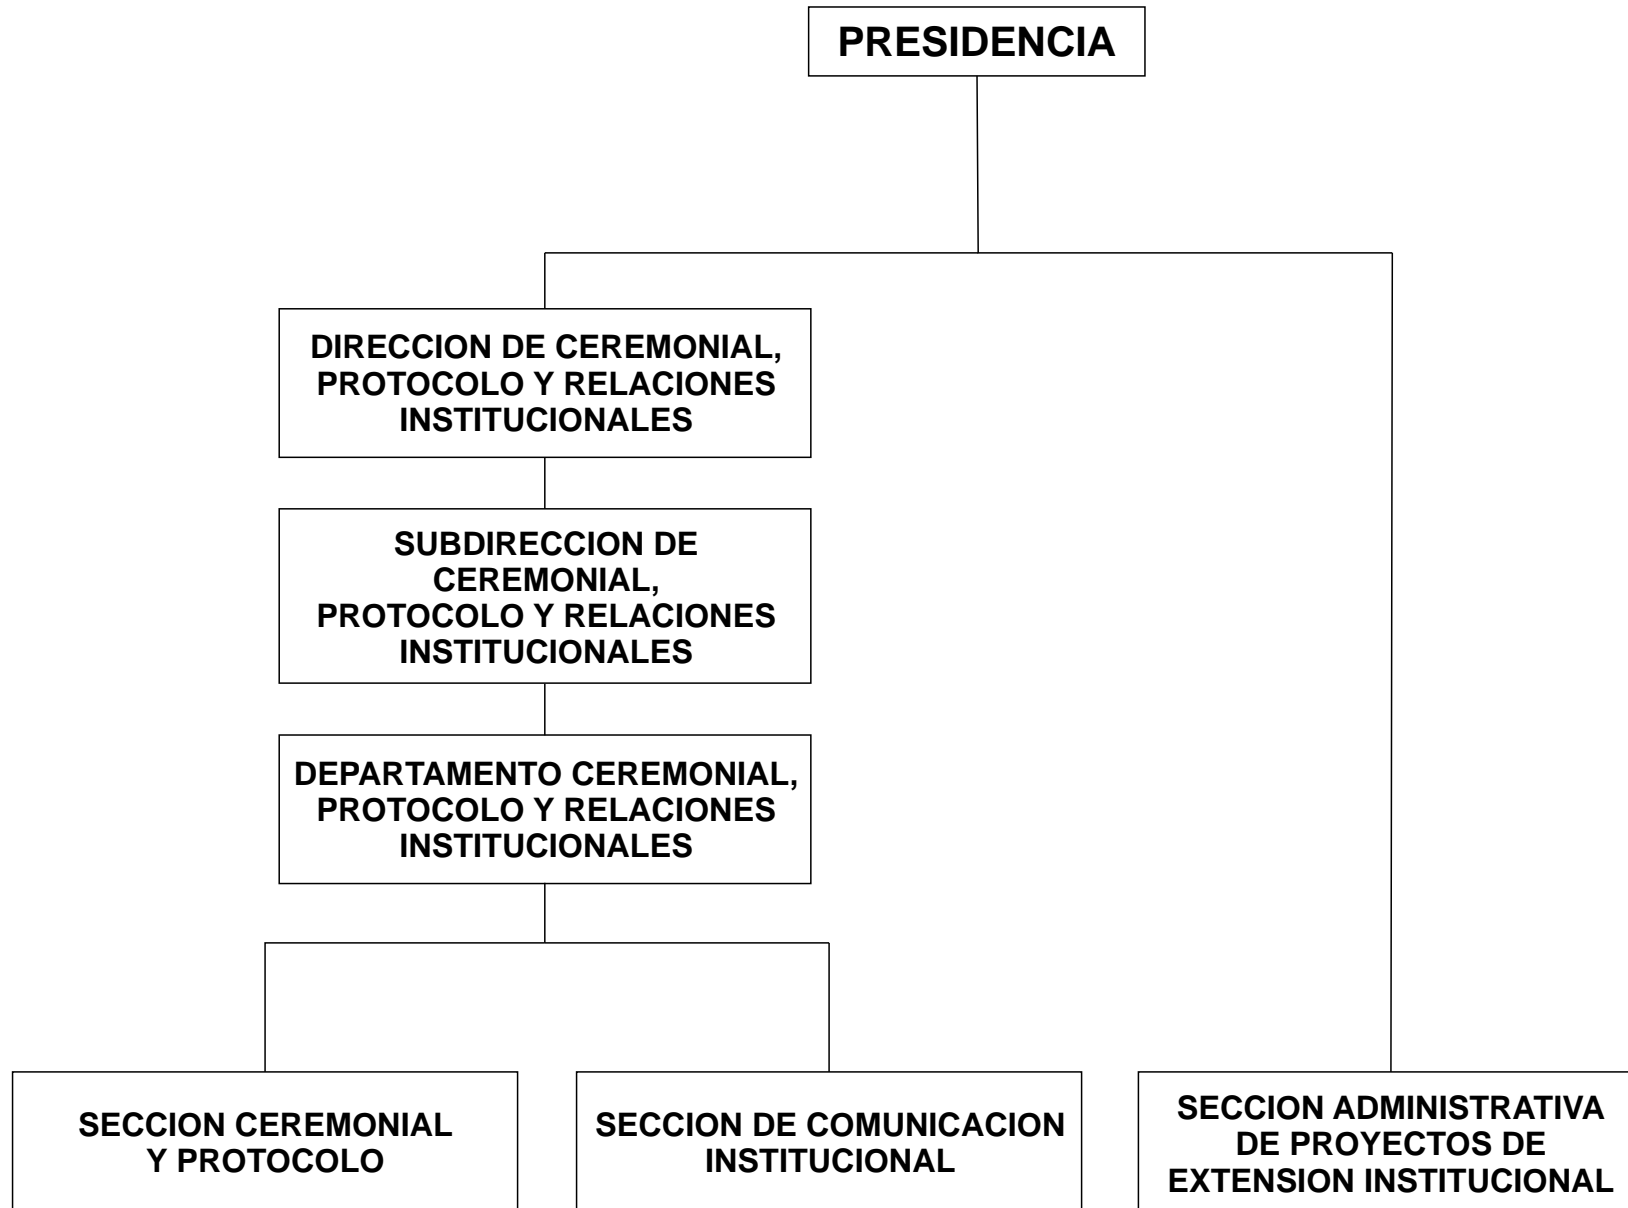 PRESIDENCIA
DIRECCION DE CEREMONIAL,
PROTOCOLO Y RELACIONES
INSTITUCIONALES
SUBDIRECCION DE
CEREMONIAL,
PROTOCOLO Y RELACIONES
INSTITUCIONALES
DEPARTAMENTO CEREMONIAL,
PROTOCOLO Y RELACIONES
INSTITUCIONALES
SECCION CEREMONIAL
Y PROTOCOLO
SECCION DE COMUNICACION
INSTITUCIONAL
SECCION ADMINISTRATIVA
DE PROYECTOS DE
EXTENSION INSTITUCIONAL